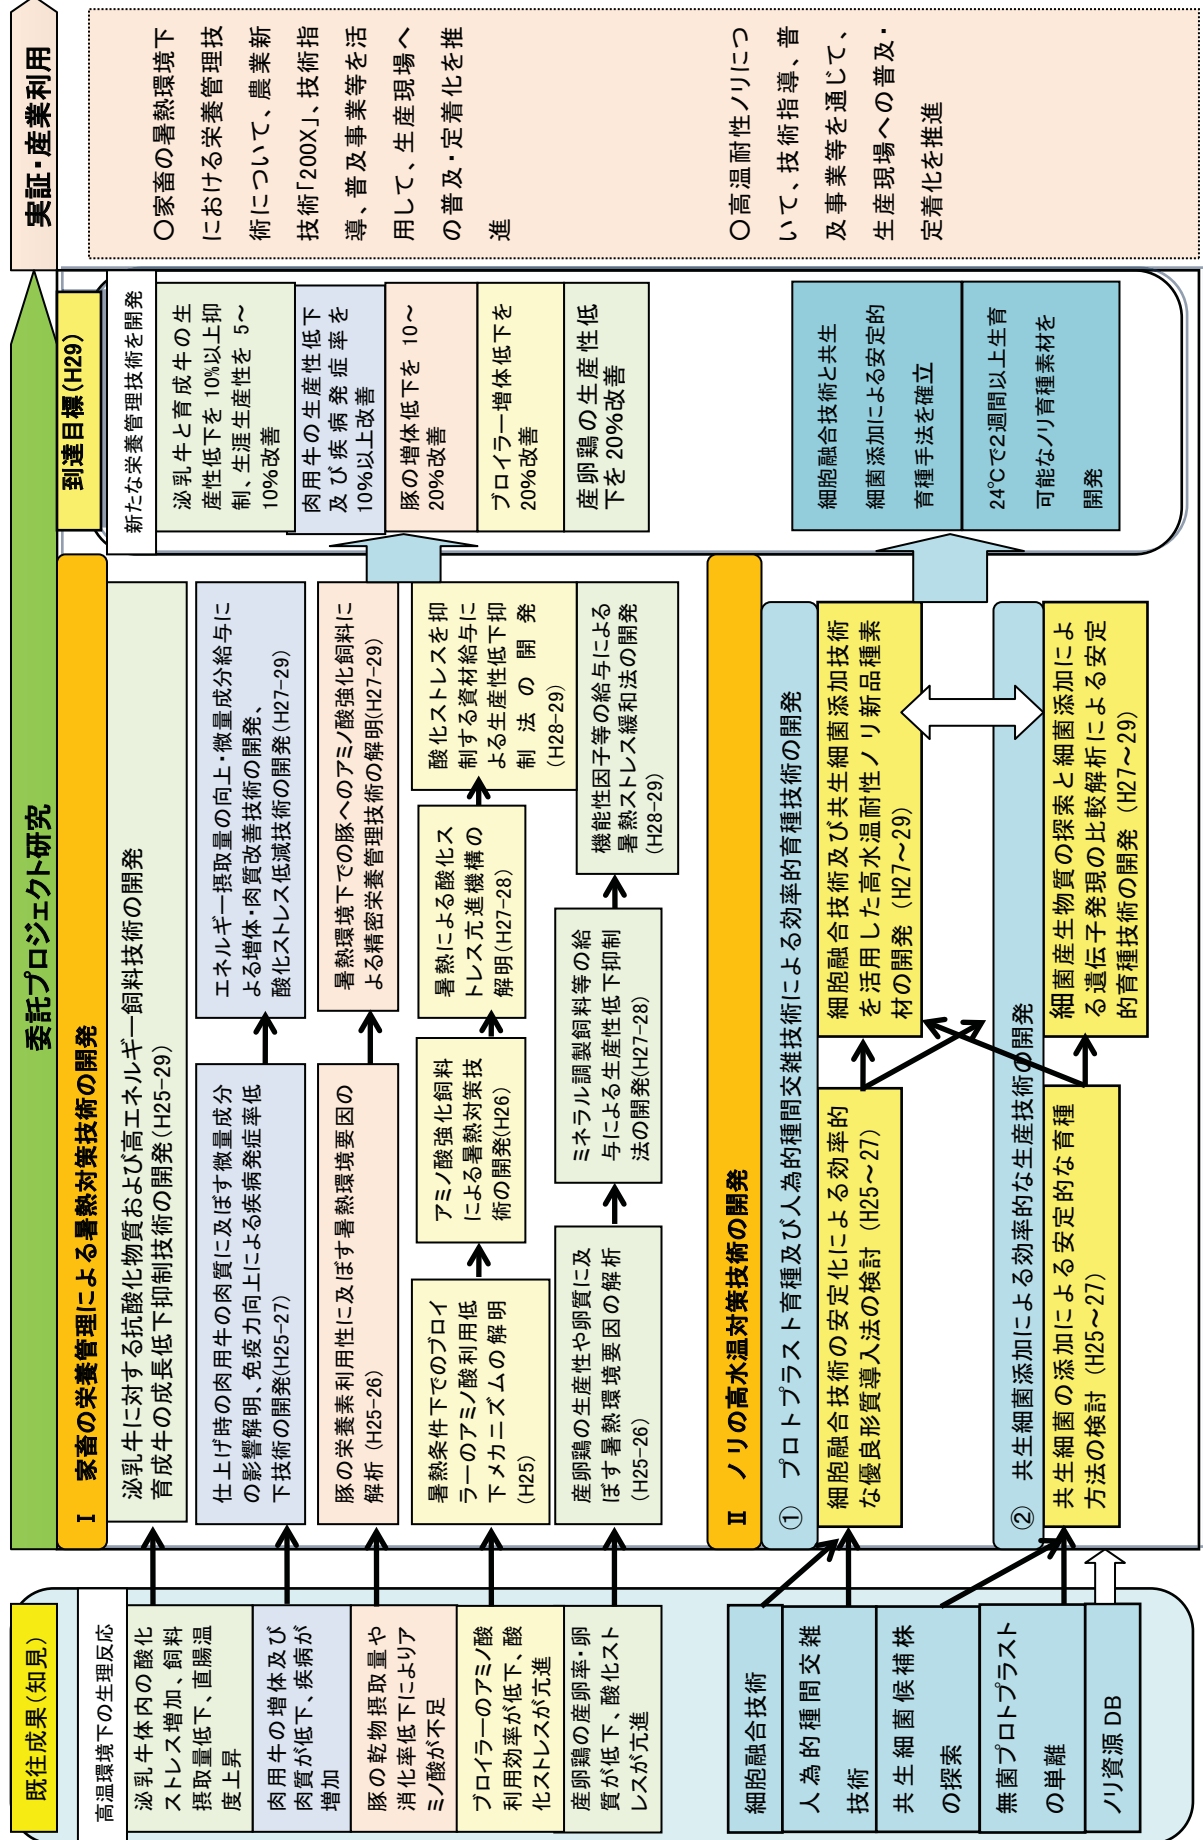 既往成果（知見）
高温環境下の生理反応
泌乳牛体内の酸化
ストレス増加、飼料
摂取量低下、直腸温
度上昇
肉用牛の増体及び
肉質が低下、疾病が
増加
豚の乾物摂取量や
消化率低下によりア
ミノ酸が不足
ブロイラーのアミノ酸
利用効率が低下、酸
化ストレスが亢進
産卵鶏の産卵率・卵
質が低下、酸化スト
レスが亢進
細胞融合技術
人為的種間交雑
技術
共生細菌候補株
の探索
無菌プロトプラスト
の単離
ノリ資源 DB
委託プロジェクト研究
Ⅰ　家畜の栄養管理による暑熱対策技術の開発
泌乳牛に対する抗酸化物質および高エネルギー飼料技術の開発
育成牛の成長低下抑制技術の開発(H25-29)
仕上げ時の肉用牛の肉質に及ぼす微量成分
の影響解明、免疫力向上による疾病発症率低
下技術の開発(H25-27)
エネルギー摂取量の向上・微量成分給与に
よる増体・肉質改善技術の開発、
酸化ストレス低減技術の開発(H27-29)
豚の栄養素利用性に及ぼす暑熱環境要因の
解析 (H25-26)
暑熱環境下での豚へのアミノ酸強化飼料に
よる精密栄養管理技術の解明(H27-29)
暑熱条件下でのブロイ
ラーのアミノ酸利用低
下メカニズムの解明
(H25)
アミノ酸強化飼料
による暑熱対策技
術の開発(H26)
暑熱による酸化ス
トレス亢進機構の
解明(H27-28)
酸化ストレスを抑
制する資材給与に
よる生産性低下抑
制法の開発
(H28-29)
産卵鶏の生産性や卵質に及
ぼす暑熱環境要因の解析
(H25-26)
ミネラル調製飼料等の給
与による生産性低下抑制
法の開発(H27-28)
機能性因子等の給与による
暑熱ストレス緩和法の開発
(H28-29)
Ⅱ　ノリの高水温対策技術の開発
①　プロトプラスト育種及び人為的種間交雑技術による効率的育種技術の開発
細胞融合技術の安定化による効率的
な優良形質導入法の検討（H25～27）
細胞融合技術及び共生細菌添加技術
を活用した高水温耐性ノリ新品種素
材の開発（H27～29）
②　共生細菌添加による効率的な生産技術の開発
共生細菌の添加による安定的な育種
方法の検討（H25～27）
細菌産生物質の探索と細菌添加によ
る遺伝子発現の比較解析による安定
的育種技術の開発（H27～29）
到達目標(H29)
新たな栄養管理技術を開発
泌乳牛と育成牛の生
産性低下を 10%以上抑
制、生涯生産性を 5～
10%改善
肉用牛の生産性低下
及び疾病発症率を
10%以上改善
豚の増体低下を 10～
20%改善
ブロイラー増体低下を
20%改善
産卵鶏の生産性低
下を 20%改善
細胞融合技術と共生
細菌添加による安定的
育種手法を確立
24℃で2週間以上生育
可能なノリ育種素材を
開発
実証・産業利用
〇家畜の暑熱環境下
における栄養管理技
術について、農業新
技術「200X」、技術指
導、普及事業等を活
用して、生産現場へ
の普及・定着化を推
進
〇高温耐性ノリにつ
いて、技術指導、普
及事業等を通じて、
生産現場への普及・
定着化を推進